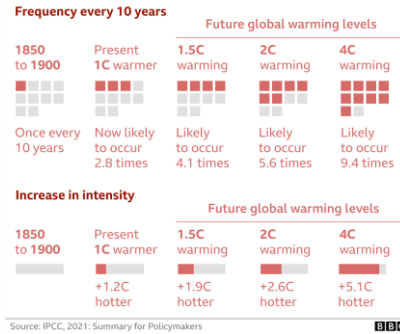 Frequency every 10 years
Future global warming levels
1850 to 1900
Present 1C warmer
1.5C warming
2C warming
4C warming
Once every 10 years
Now likely to occur 2.8 times
Likely to occur 4.1 times
Likely to occur 5.6 times
Likely to occur 9.4 times
Increase in intensity
Future global warming levels
1850 to 1900
Present 1C warmer
1.5C warming
2C warming
4C warming
+1.2C hotter
+1.9C hotter
+2.6C hotter
+5.1C hotter
Source: IPCC, 2021: Summary for Policymakers